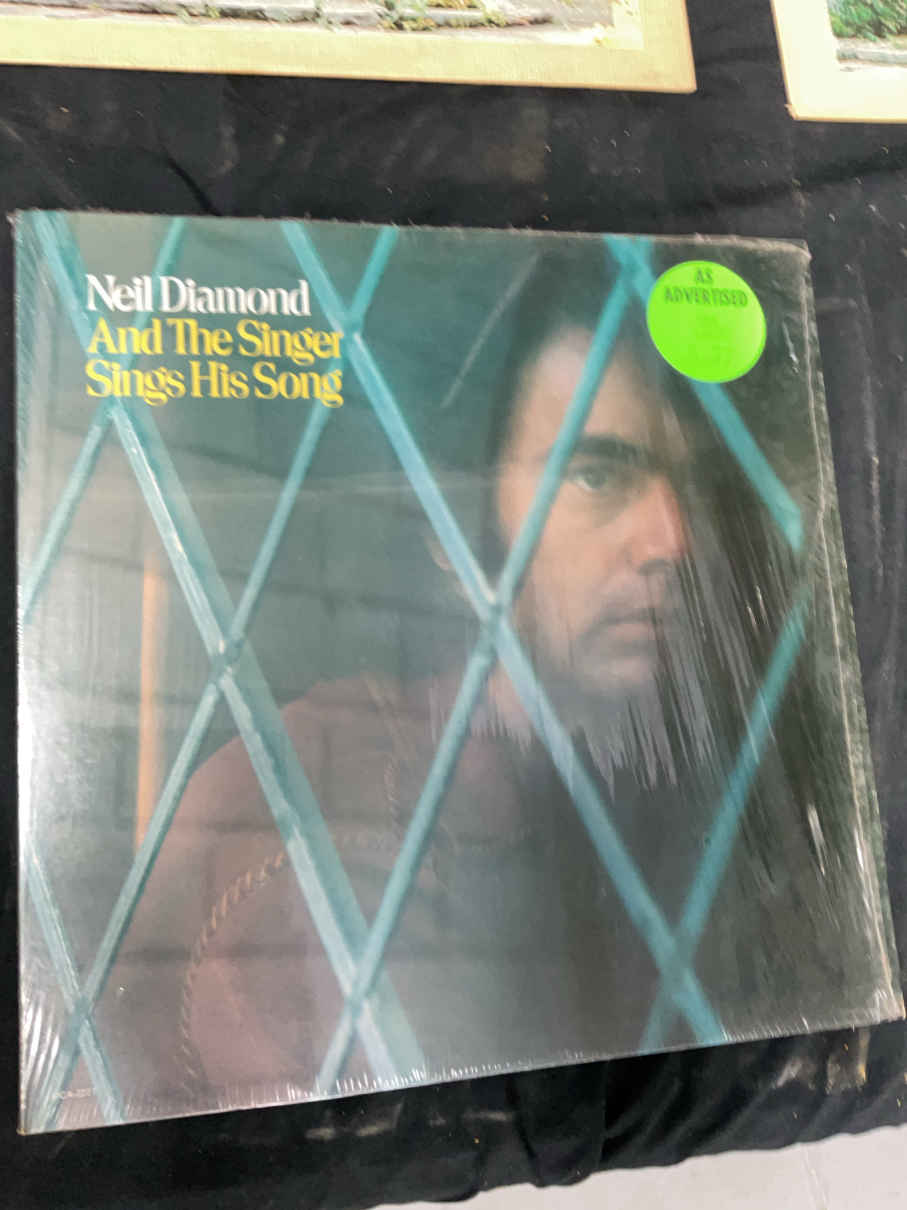 Neil Diamond
And The Singer
Sings His Song
AS
ADVERTISED